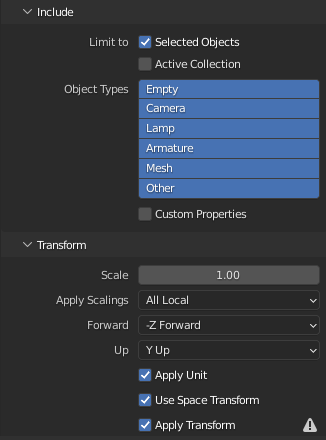 Include
Limit to Selected Objects
Active Collection
Object Types Empty
Camera
Lamp
Armature
Mesh
Other
Custom Properties
Transform
Scale 1.00
Apply Scalings All Local
Forward -Z Forward
Up Y Up
Apply Unit
Use Space Transform
Apply Transform